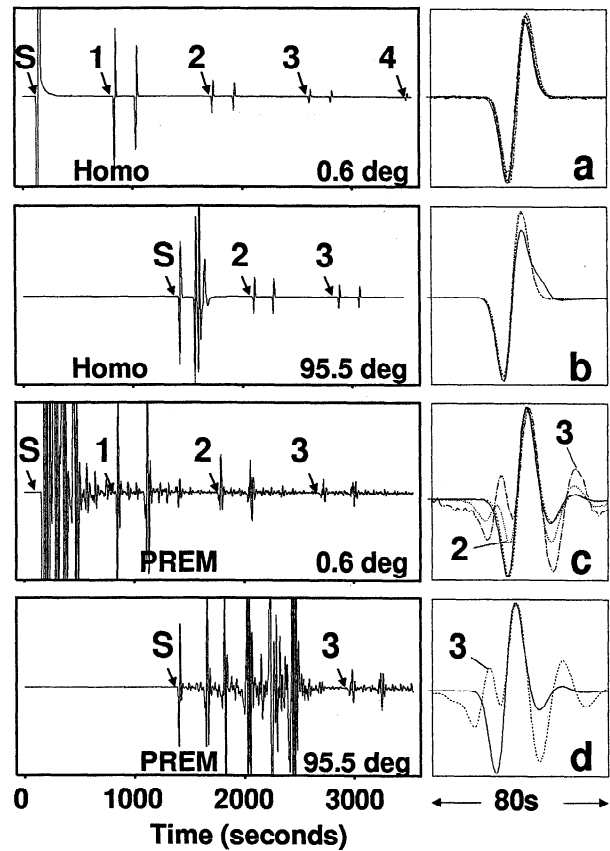 S 1 2 3 4
Homo 0.6 deg a
S 2 3
Homo 95.5 deg b
S 1 2 3 3
2
PREM 0.6 deg c
S 3 3
PREM 95.5 deg d
0 1000 2000 3000 80s
Time (seconds)